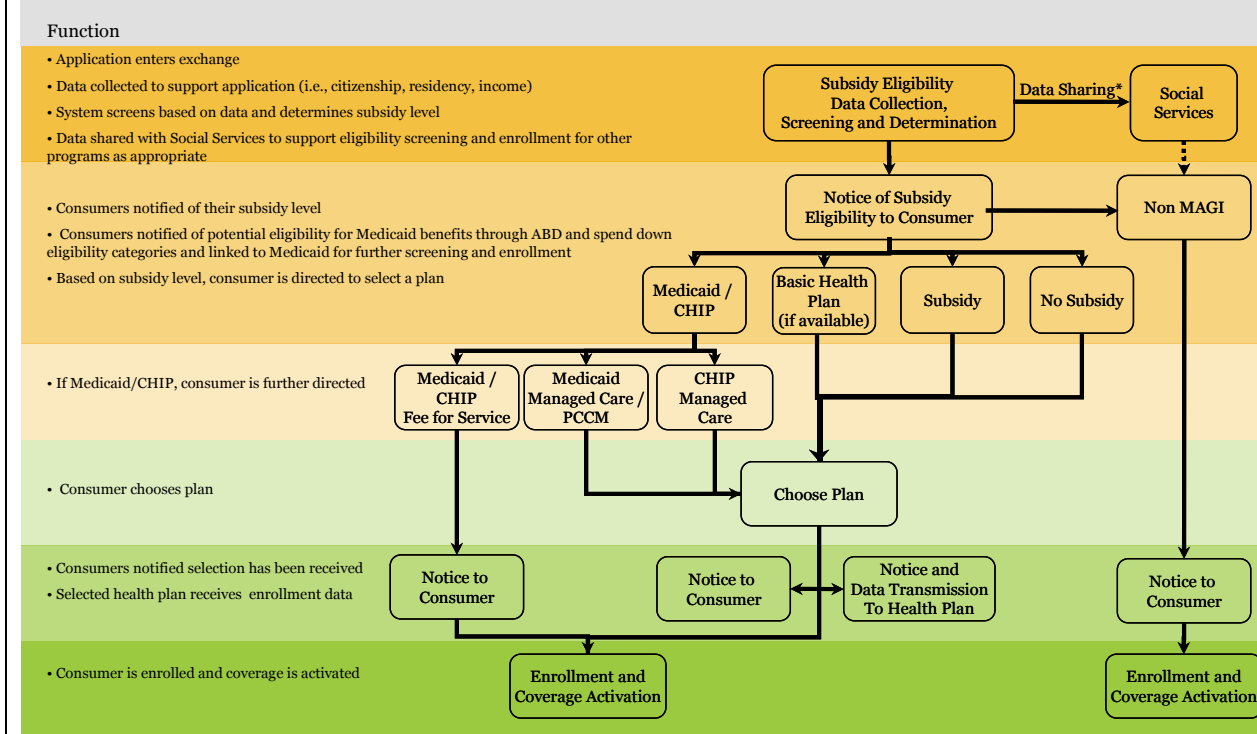 Function
• Application enters exchange
• Data collected to support application (i.e., citizenship, residency, income)
• System screens based on data and determines subsidy level
• Data shared with Social Services to support eligibility screening and enrollment for other
programs as appropriate
Subsidy Eligibility
Data Collection,
Screening and Determination
Data Sharing*
Social
Services
• Consumers notified of their subsidy level
• Consumers notified of potential eligibility for Medicaid benefits through ABD and spend down
eligibility categories and linked to Medicaid for further screening and enrollment
• Based on subsidy level, consumer is directed to select a plan
Notice of Subsidy
Eligibility to Consumer
Non MAGI
Medicaid /
CHIP
Basic Health
Plan
(if available)
Subsidy
No Subsidy
• If Medicaid/CHIP, consumer is further directed
Medicaid /
CHIP
Fee for Service
Medicaid
Managed Care /
PCCM
CHIP
Managed
Care
• Consumer chooses plan
Choose Plan
• Consumers notified selection has been received
• Selected health plan receives enrollment data
Notice to
Consumer
Notice to
Consumer
Notice and
Data Transmission
To Health Plan
Notice to
Consumer
• Consumer is enrolled and coverage is activated
Enrollment and
Coverage Activation
Enrollment and
Coverage Activation